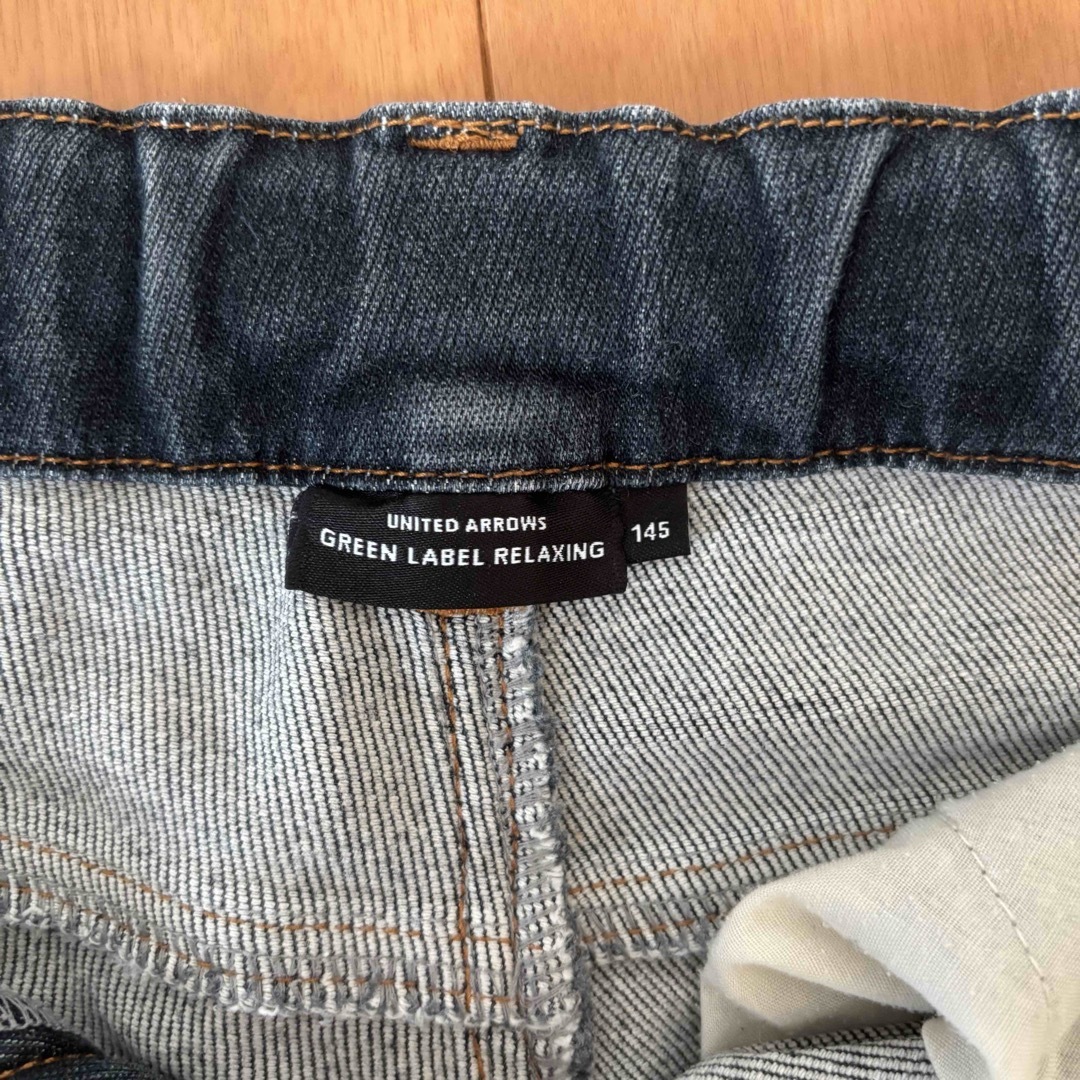 UNITED ARROWS
GREEN LABEL RELAXING
145